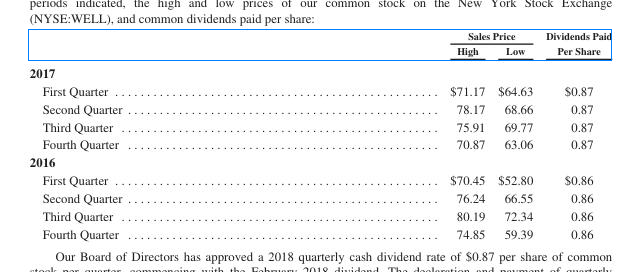 periods indicated, the high and low prices of our common stock on the New York Stock Exchange
(NYSE:WELL), and common dividends paid per share:
Sales Price Dividends Paid
High Low Per Share
2017
First Quarter $71.17 $64.63 $0.87
Second Quarter 78.17 68.66 0.87
Third Quarter 75.91 69.77 0.87
Fourth Quarter 70.87 63.06 0.87
2016
First Quarter $70.45 $52.80 $0.86
Second Quarter 76.24 66.55 0.86
Third Quarter 80.19 72.34 0.86
Fourth Quarter 74.85 59.39 0.86
Our Board of Directors has approved a 2018 quarterly cash dividend rate of $0.87 per share of common
stock per quarter, commencing with the February 2018 dividend. The declaration and payment of quarterly